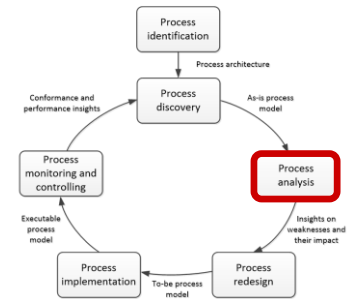 Process
identification
Process architecture
Conformance and
performance insights
Process
discovery
As-is process
model
Process
monitoring and
controlling
Process
analysis
Executable
process
model
Insights on
weaknesses and
their impact
Process
implementation
To-be process
model
Process
redesign